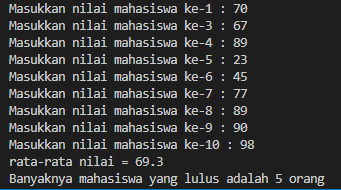 Masukkan nilai mahasiswa ke-1 : 70
Masukkan nilai mahasiswa ke-3 : 67
Masukkan nilai mahasiswa ke-4 : 89
Masukkan nilai mahasiswa ke-5 : 23
Masukkan nilai mahasiswa ke-6 : 45
Masukkan nilai mahasiswa ke-7 : 77
Masukkan nilai mahasiswa ke-8 : 89
Masukkan nilai mahasiswa ke-9 : 90
Masukkan nilai mahasiswa ke-10 : 98
rata-rata nilai = 69.3
Banyaknya mahasiswa yang lulus adalah 5 orang